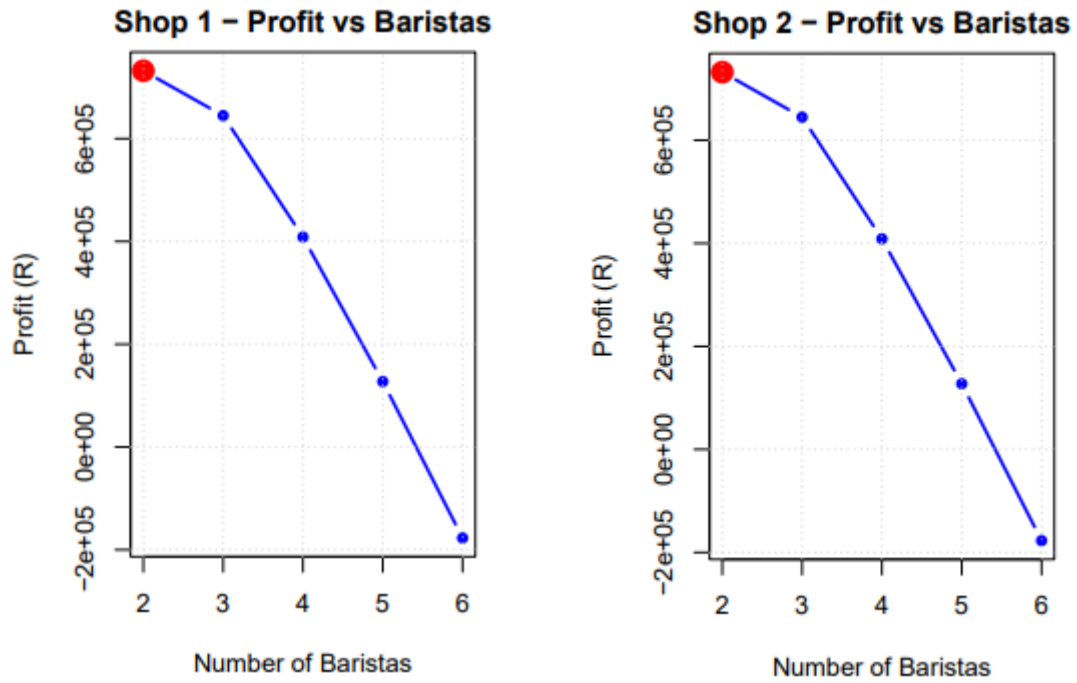 Shop 1 − Profit vs Baristas
Profit (R)
6e+05
4e+05
2e+05
0e+00
−2e+05
2 3 4 5 6
Number of Baristas
Shop 2 − Profit vs Baristas
Profit (R)
6e+05
4e+05
2e+05
0e+00
−2e+05
2 3 4 5 6
Number of Baristas